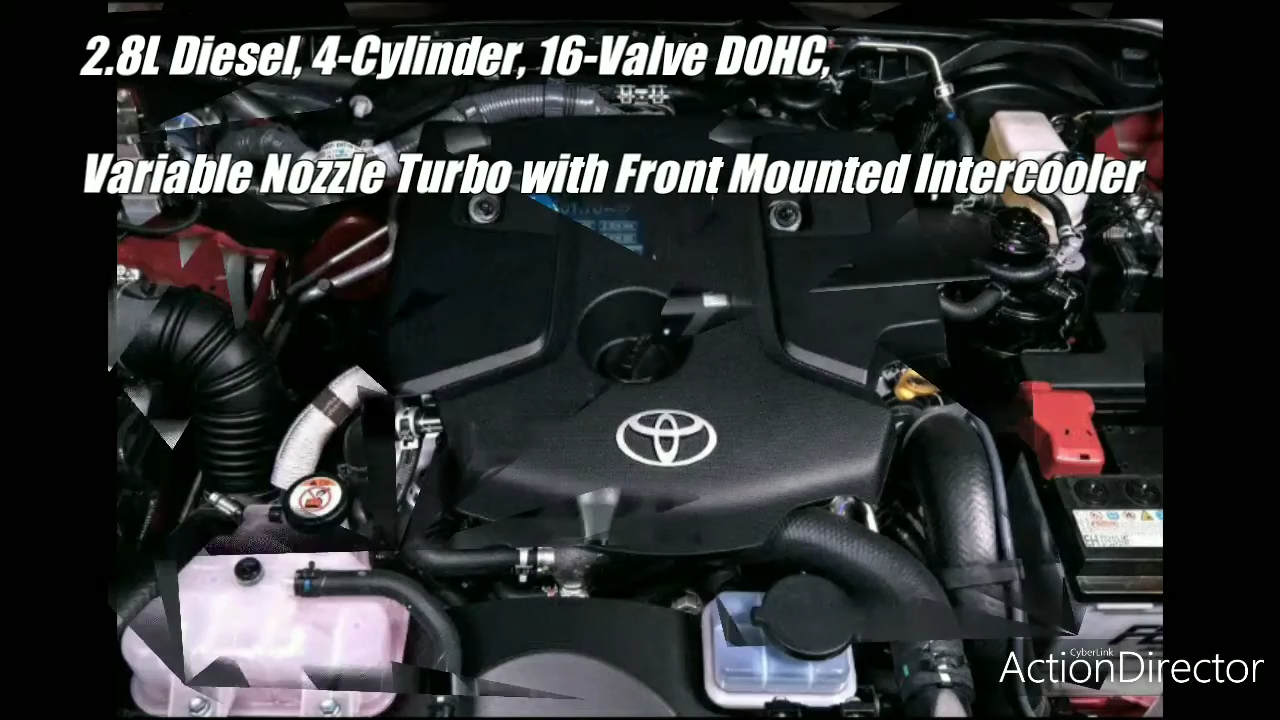 2.8L Diesel, 4-Cylinder, 16-Valve DOHC,
Variable Nozzle Turbo with Front Mounted Intercooler
CyberLink
ActionDirector